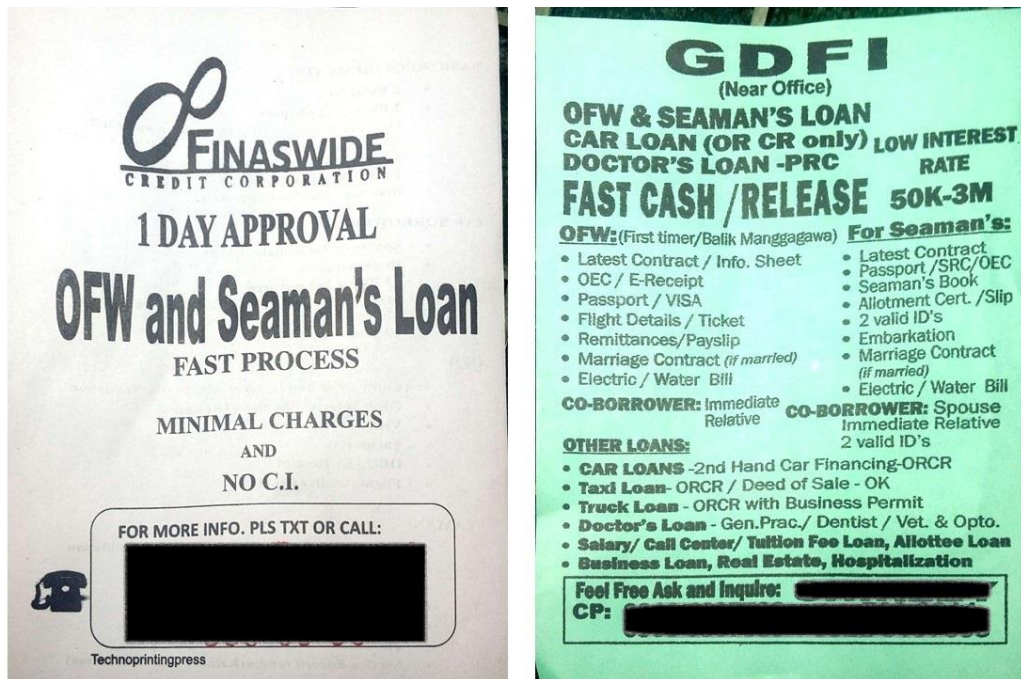 FINASWIDE
CREDIT CORPORATION
1 DAY APPROVAL
OFW and Seaman's Loan
FAST PROCESS
MINIMAL CHARGES
AND
NO C.I.
FOR MORE INFO. PLS TXT OR CALL:
Technoprintingpress
GDFI
(Near Office)
OFW & SEAMAN'S LOAN
CAR LOAN (OR CR only)
DOCTOR'S LOAN -PRC
LOW INTEREST
RATE
FAST CASH /RELEASE 50K-3M
OFW:(First timer/Balik Manggagawa)
• Latest Contract / Info. Sheet
• OEC / E-Receipt
• Passport / VISA
• Flight Details / Ticket
• Remittances/Payslip
• Marriage Contract (if married)
• Electric / Water Bill
CO-BORROWER: Immediate
Relative
For Seaman's:
• Latest Contract
• Passport /SRC/OEC
• Seaman's Book
• Allotment Cert. /Slip
• 2 valid ID's
• Embarkation
• Marriage Contract
(if married)
• Electric / Water Bill
CO-BORROWER: Spouse
Immediate Relative
2 valid ID's
OTHER LOANS:
• CAR LOANS -2nd Hand Car Financing-ORCR
• Taxi Loan- ORCR / Deed of Sale - OK
• Truck Loan - ORCR with Business Permit
• Doctor's Loan - Gen.Prac./ Dentist / Vet. & Opto.
• Salary/ Call Center/ Tuition Fee Loan, Allottee Loan
• Business Loan, Real Estate, Hospitalization
Feel Free Ask and Inquire:
CP: